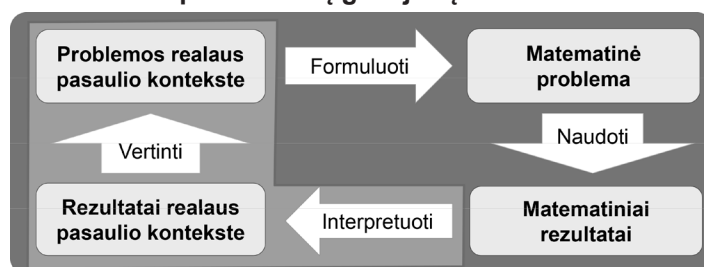 Problemos realaus
pasaulio kontekste
Formuluoti
Matematinė
problema
Naudoti
Vertinti
Rezultatai realaus
pasaulio kontekste
Interpretuoti
Matematiniai
rezultatai